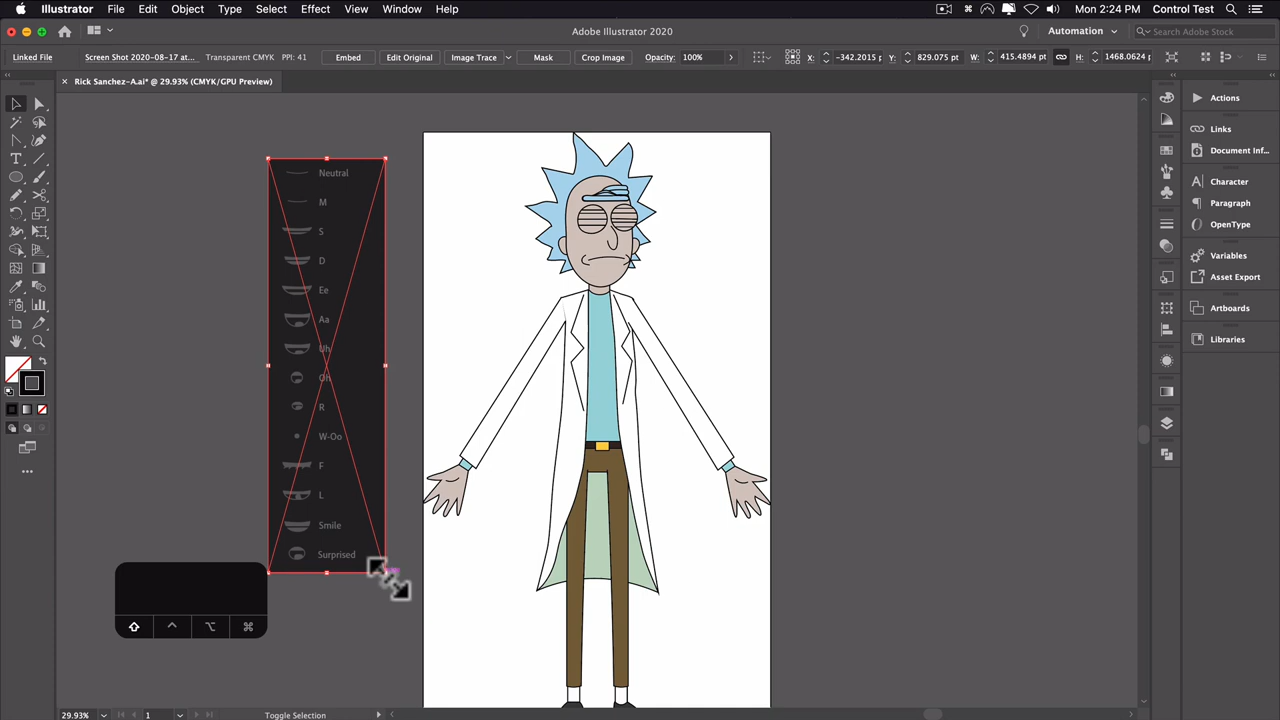 Illustrator File Edit Object Type Select Effect View Window Help Mon 2:24 PM Control Test
Adobe Illustrator 2020 Automation Search Adobe Stock
Linked File Screen Shot 2020-08-17 at... Transparent CMYK PPI: 41 Embed Edit Original Image Trace Mask Crop Image Opacity: 100% X: -342.2015 p Y: 829.075 pt W: 415.4894 pt H: 1468.0624 p
× Rick Sanchez-A.ai* @ 29.93% (CMYK/GPU Preview)
Actions
Links
Document Inf...
Character
Paragraph
OpenType
Variables
Asset Export
Artboards
Libraries
Neutral
M
S
D
Ee
Aa
Uh
Oh
R
W-Oo
F
L
Smile
Surprised
29.93% 1 Toggle Selection